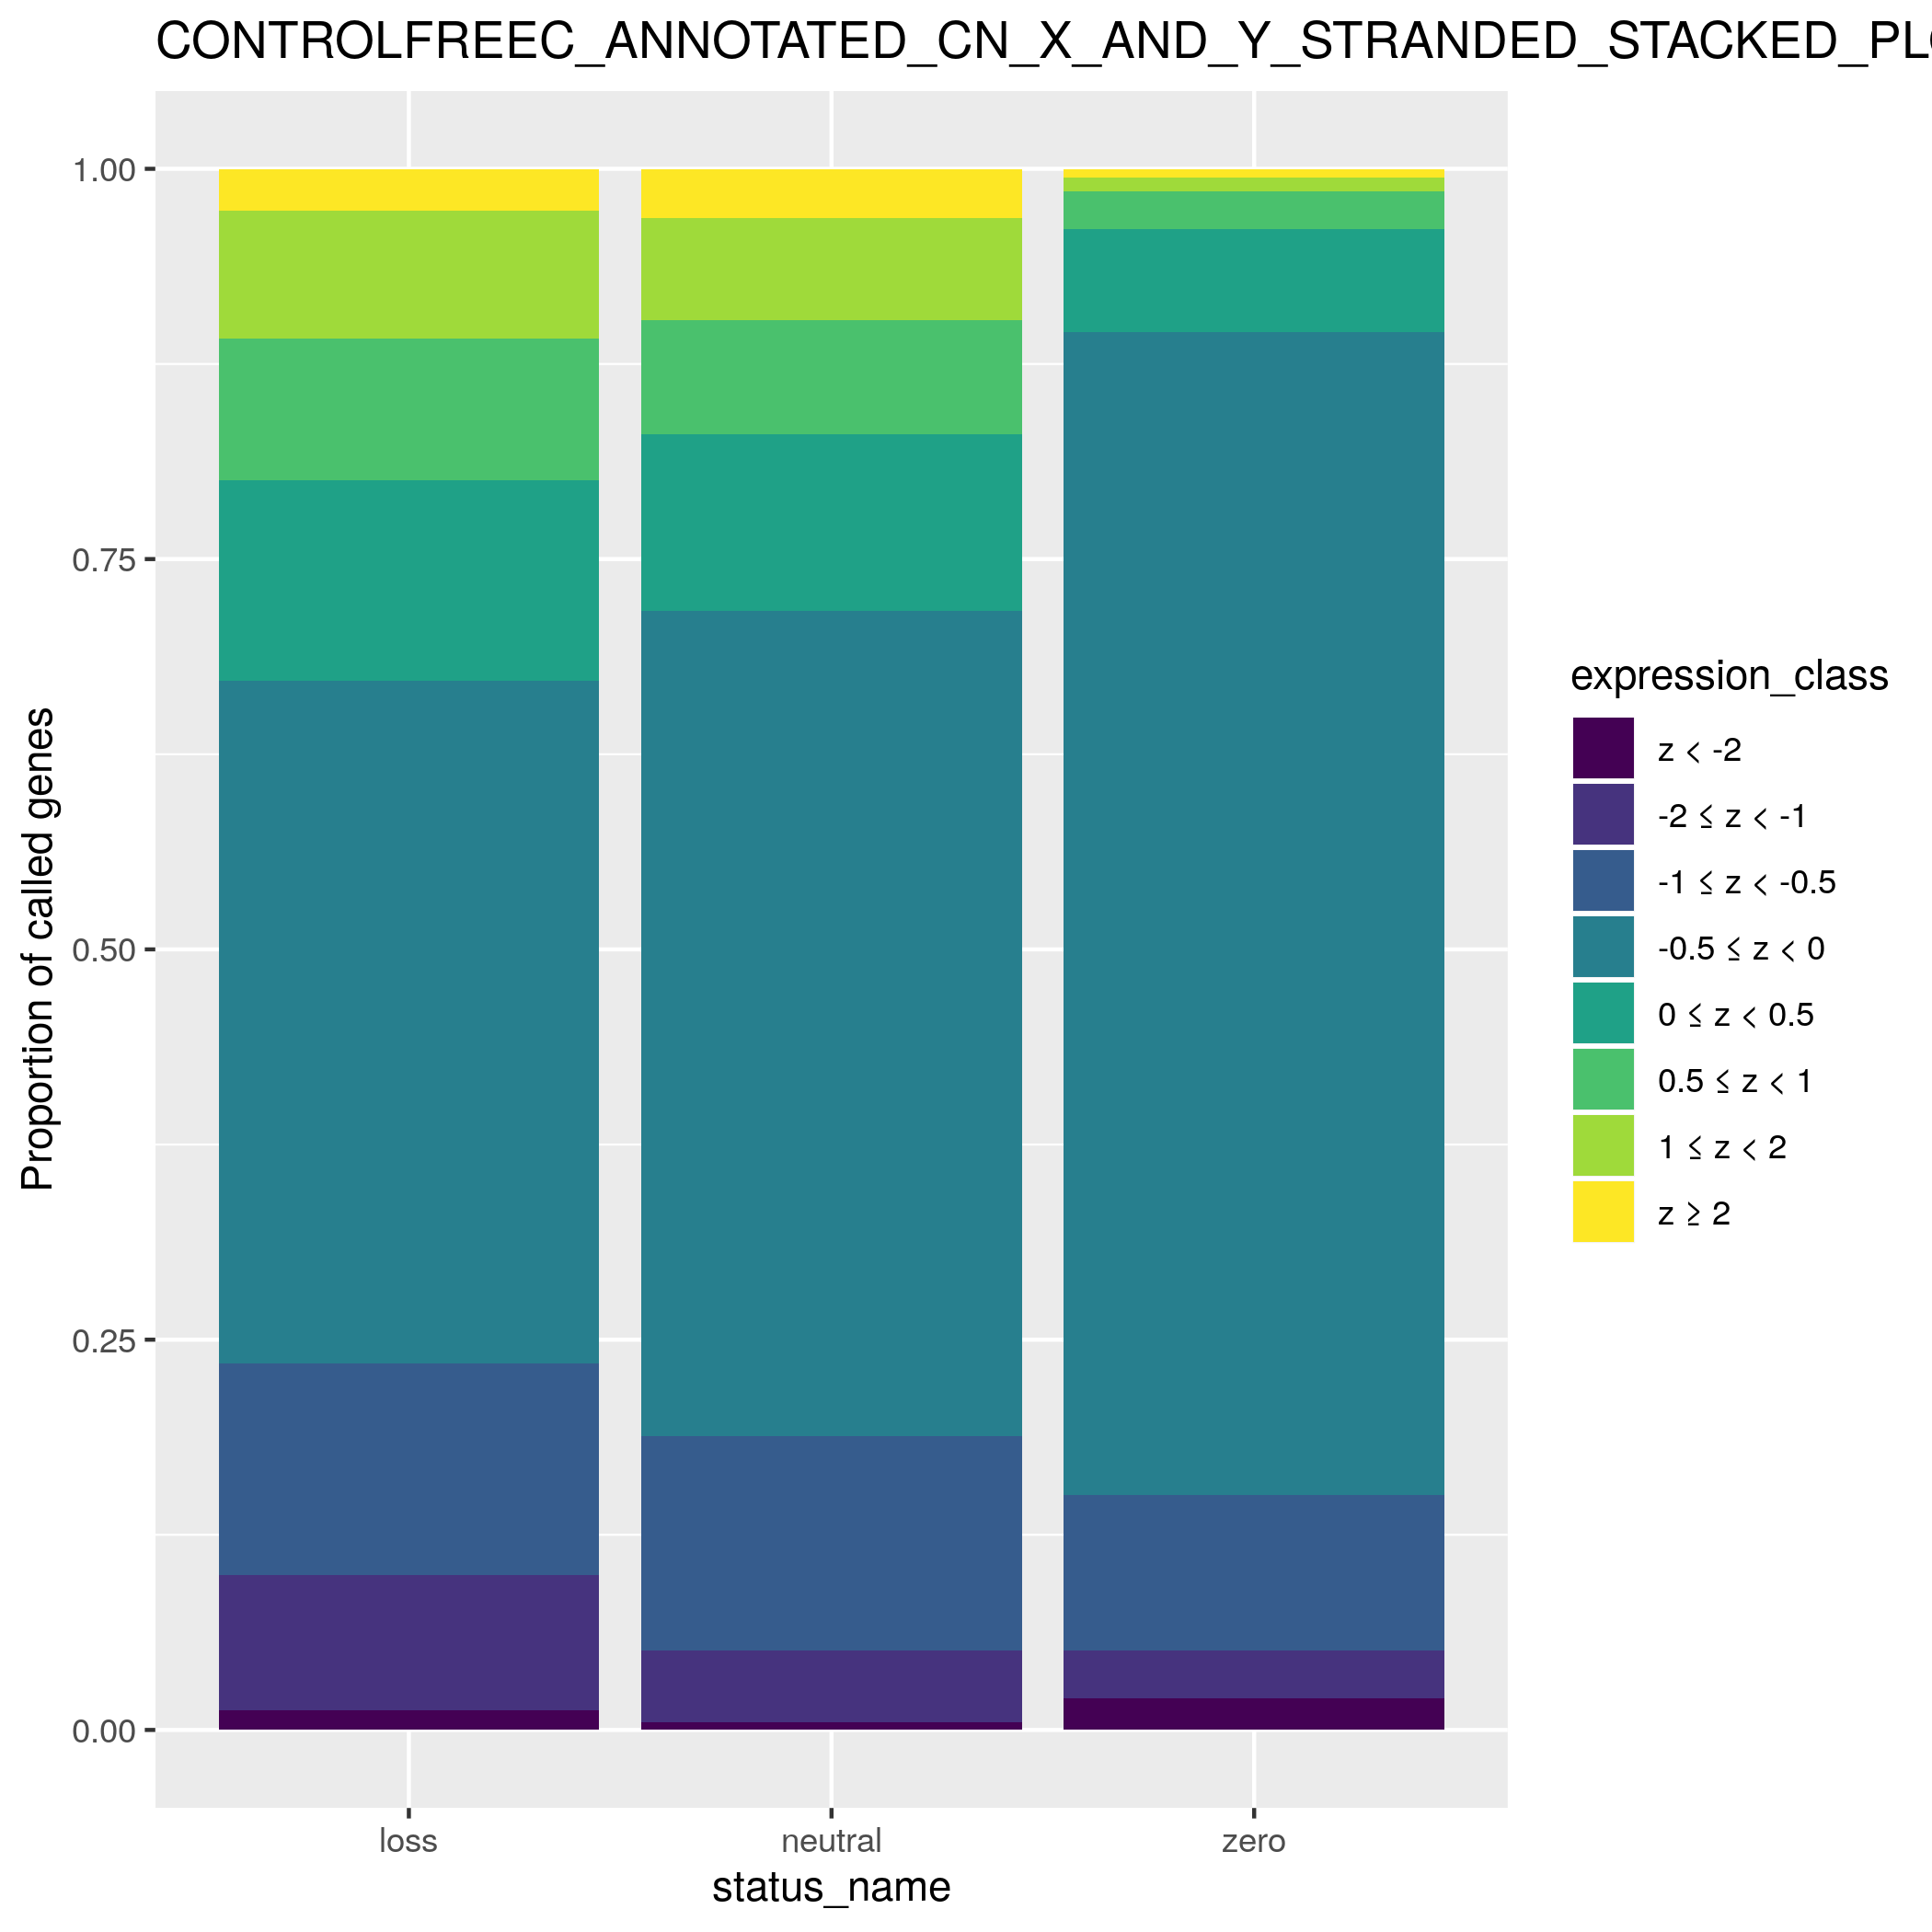 CONTROLFREEC_ANNOTATED_CN_X_AND_Y_STRANDED_STACKED_PL
1.00
0.75
0.50
0.25
0.00
Proportion of called genes
loss neutral zero
status_name
expression_class
z < -2
-2 ≤ z < -1
-1 ≤ z < -0.5
-0.5 ≤ z < 0
0 ≤ z < 0.5
0.5 ≤ z < 1
1 ≤ z < 2
z ≥ 2